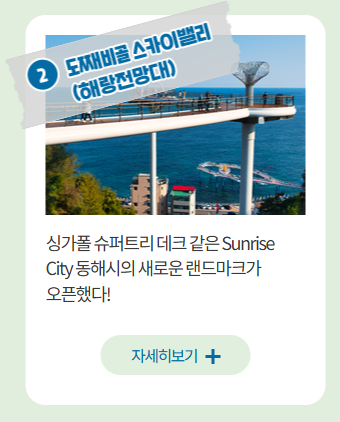 2 도째비골 스카이밸리
(해랑전망대)
싱가폴 슈퍼트리 데크 같은 Sunrise
City 동해시의 새로운 랜드마크가
오픈했다!
자세히보기 +